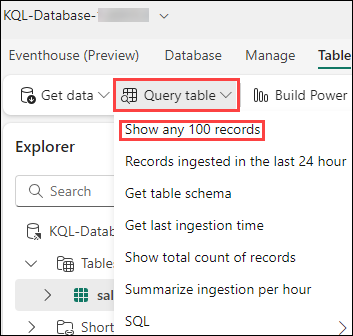 KQL-Database-
Eventhouse (Preview) Database Manage Table
Get data Query table Build Power
Explorer
Show any 100 records
Records ingested in the last 24 hour
Search
Get table schema
KQL-Datab
Get last ingestion time
Tables
Show total count of records
sal
Summarize ingestion per hour
Short
SQL